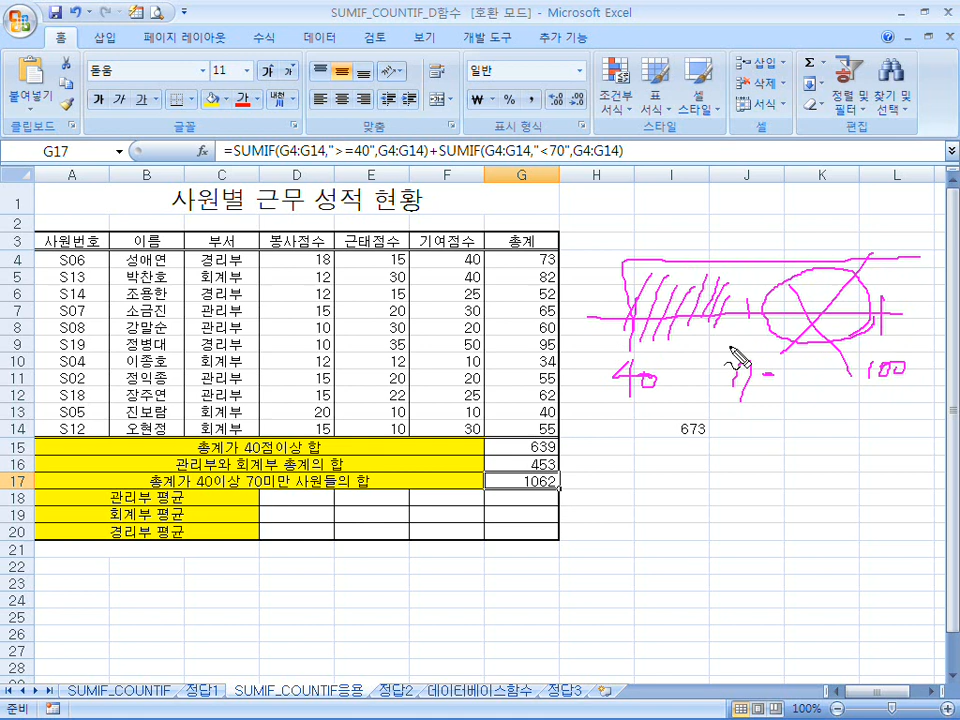 SUMIF_COUNTIF_D함수 [호환 모드] - Microsoft Excel
홈 삽입 페이지 레이아웃 수식 데이터 검토 보기 개발 도구 추가 기능
붙여넣기 돋움 11 가 가 가 가 가 가 내천 일반 % , 조건부 서식 표 서식 셀 스타일 삽입 삭제 서식 Σ 정렬 및 필터 찾기 및 선택
클립보드 글꼴 맞춤 표시 형식 스타일 셀 편집
G17 fx =SUMIF(G4:G14,">=40",G4:G14)+SUMIF(G4:G14,"<70",G4:G14)
A B C D E F G H I J K L
1 사원별 근무 성적 현황
2
3 사원번호 이름 부서 봉사점수 근태점수 기여점수 총계
4 S06 성애연 경리부 18 15 40 73
5 S13 박찬호 회계부 12 30 40 82
6 S14 조용한 경리부 12 15 25 52
7 S07 소금진 관리부 15 20 30 65
8 S08 강말순 관리부 10 30 20 60
9 S19 정병대 회계부 10 35 50 95
10 S04 이종호 회계부 12 12 10 34
11 S02 정익종 관리부 15 20 20 55
12 S18 장주연 관리부 15 22 25 62
13 S05 진보람 회계부 20 10 10 40
14 S12 오현정 관리부 15 10 30 55 673
15 총계가 40점이상 합 639
16 관리부와 회계부 총계의 합 453
17 총계가 40이상 70미만 사원들의 합 1062
18 관리부 평균
19 회계부 평균
20 경리부 평균
21
22
23
24
25
26
27
28
40 100
SUMIF_COUNTIF 정답1 SUMIF_COUNTIF응용 정답2 데이터베이스함수 정답3
준비 100%